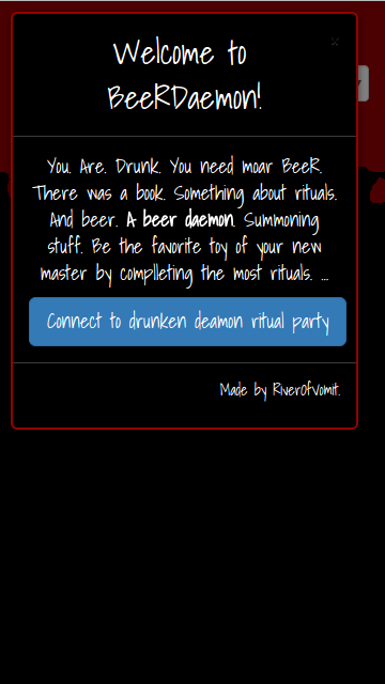 ×
Welcome to
BeeRDaemon!
You. Are. Drunk. You need moar BeeR.
There was a book. Something about rituals.
And beer. A beer daemon. Summoning
stuff. Be the favorite toy of your new
master by complleting the most rituals. ...
Connect to drunken deamon ritual party
Made by RiverOfVomit.